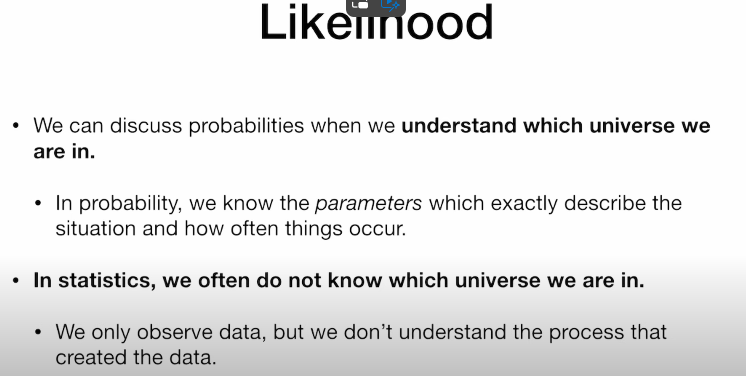 Likelihood
• We can discuss probabilities when we understand which universe we
are in.
• In probability, we know the parameters which exactly describe the
situation and how often things occur.
• In statistics, we often do not know which universe we are in.
• We only observe data, but we don’t understand the process that
created the data.